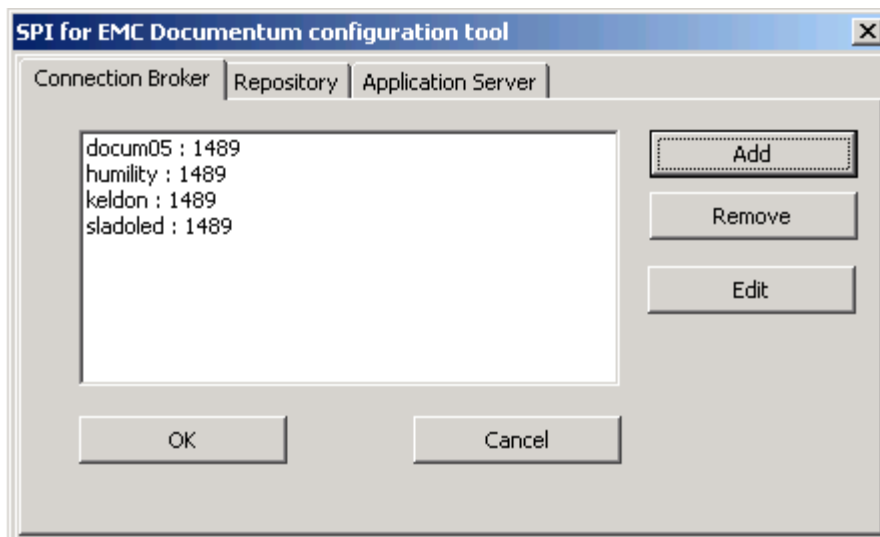 SPI for EMC Documentum configuration tool
Connection Broker Repository Application Server
docum05 : 1489
humility : 1489
keldon : 1489
sladoled : 1489
Add
Remove
Edit
OK Cancel